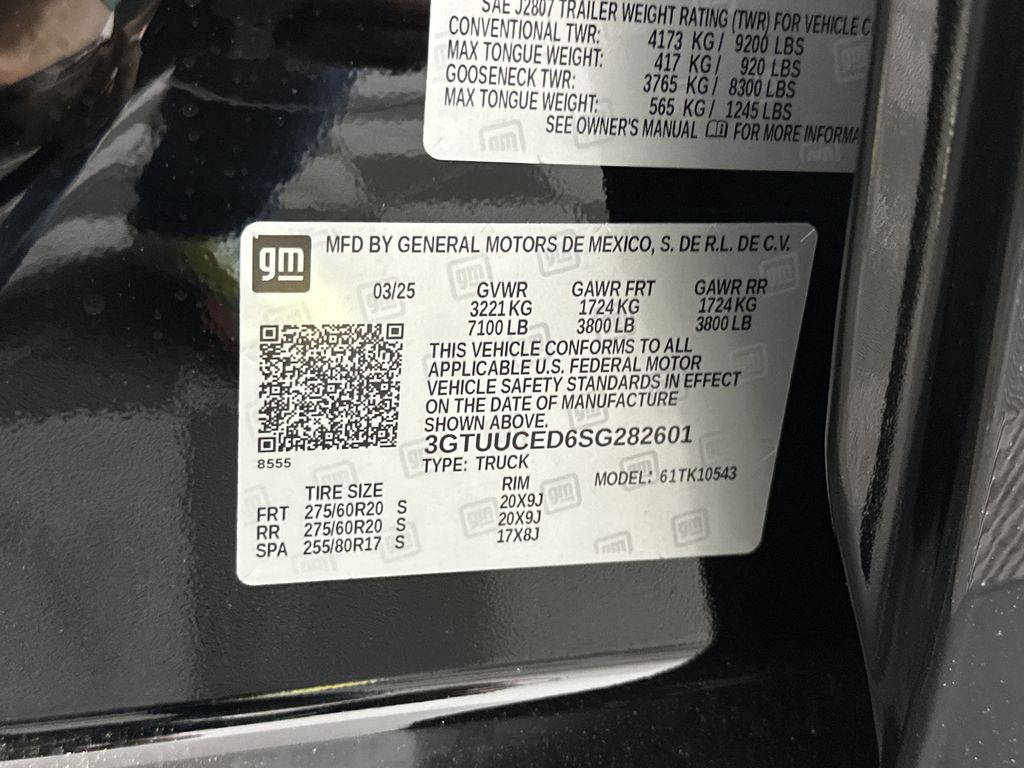 SAE J2807 TRAILER WEIGHT RATING (TWR) FOR VEHICLE C
CONVENTIONAL TWR: 4173 KG / 9200 LBS
MAX TONGUE WEIGHT: 417 KG / 920 LBS
GOOSENECK TWR: 3765 KG / 8300 LBS
MAX TONGUE WEIGHT: 565 KG / 1245 LBS
SEE OWNER'S MANUAL FOR MORE INFORMA
gm MFD BY GENERAL MOTORS DE MEXICO, S. DE R.L. DE C.V.
03/25 GVWR GAWR FRT GAWR RR
3221 KG 1724 KG 1724 KG
7100 LB 3800 LB 3800 LB
THIS VEHICLE CONFORMS TO ALL
APPLICABLE U.S. FEDERAL MOTOR
VEHICLE SAFETY STANDARDS IN EFFECT
ON THE DATE OF MANUFACTURE
SHOWN ABOVE.
3GTUUCED6SG282601
8555 TYPE: TRUCK MODEL: 61TK10543
TIRE SIZE RIM
FRT 275/60R20 S 20X9J
RR 275/60R20 S 20X9J
SPA 255/80R17 S 17X8J